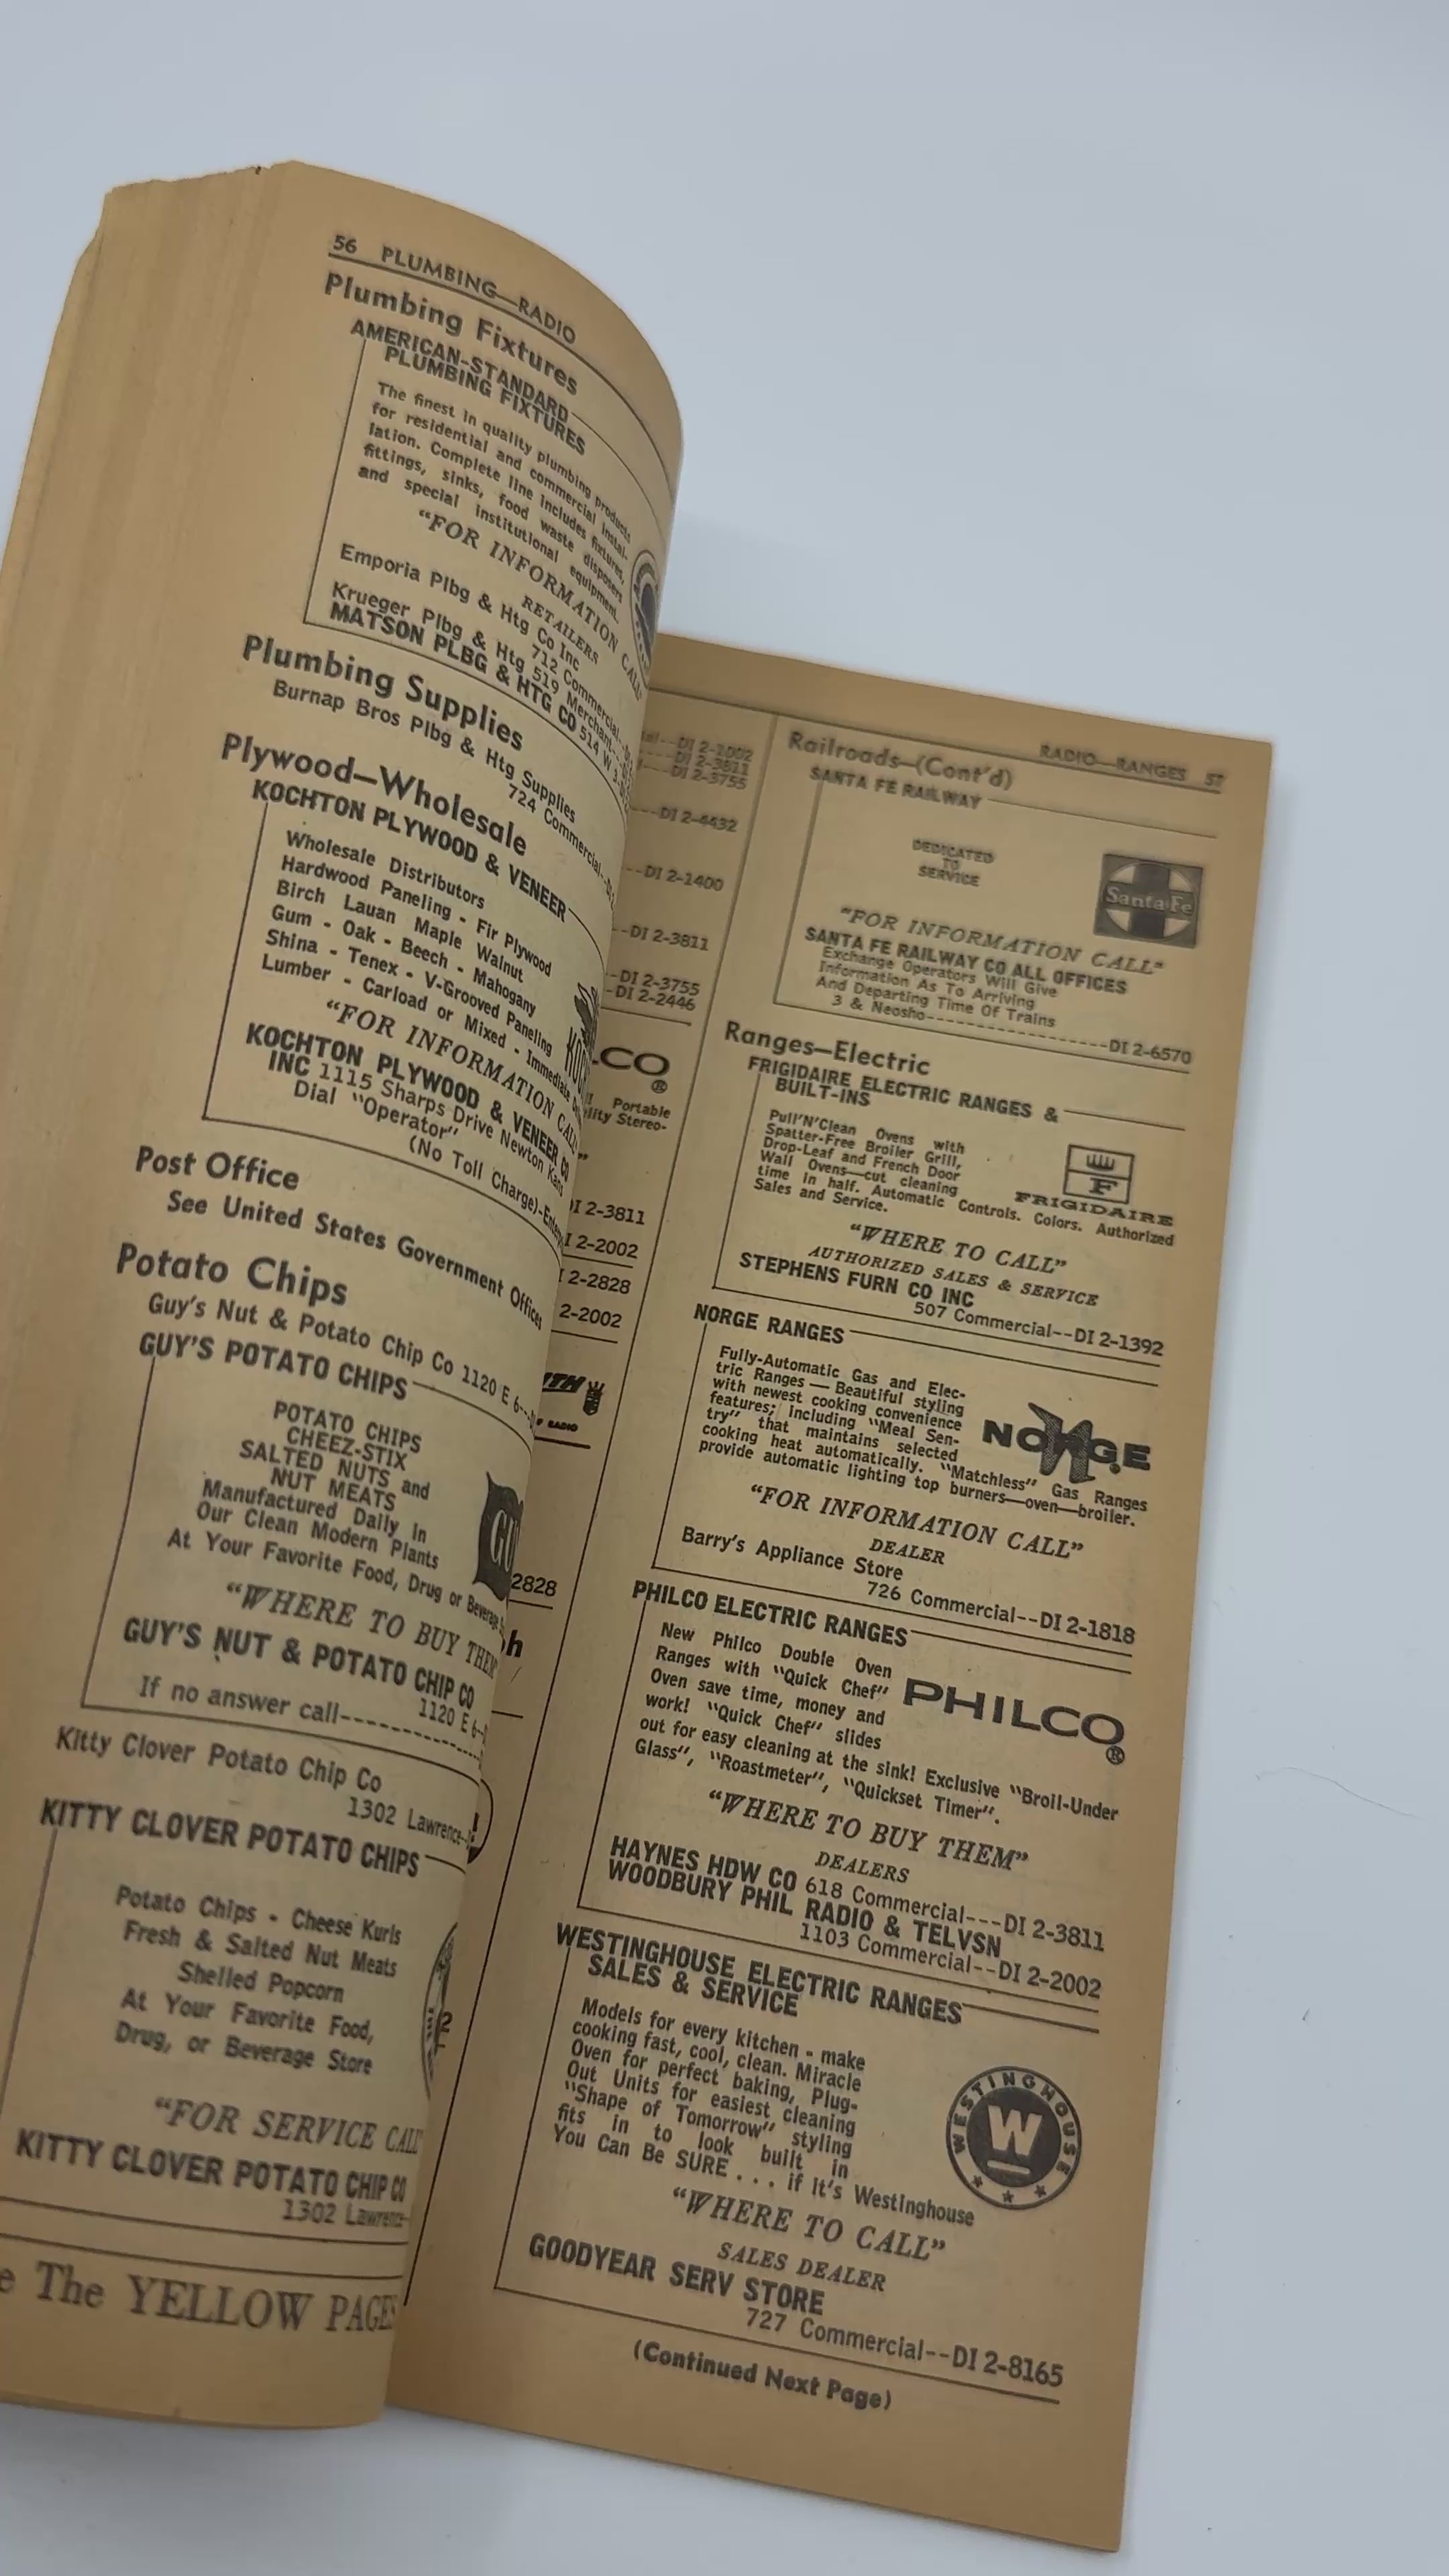 56 PLUMBING—RADIO
Plumbing Fixtures
AMERICAN-STANDARD
PLUMBING FIXTURES
The finest in quality plumbing products
for residential and commercial instal-
lation. Complete line includes fixtures,
fittings, sinks, food waste disposers
and special institutional equipment.
"FOR INFORMATION CALL"
RETAILERS
Emporia Plbg & Htg Co Inc
712 Commercial
Krueger Plbg & Htg 519 Merchant
MATSON PLBG & HTG CO 514 W
Plumbing Supplies
Burnap Bros Plbg & Htg Supplies
724 Commercial
Plywood—Wholesale
KOCHTON PLYWOOD & VENEER
Wholesale Distributors
Hardwood Paneling - Fir Plywood
Birch Lauan Maple Walnut
Gum - Oak - Beech - Mahogany
Shina - Tenex - V-Grooved Paneling
Lumber - Carload or Mixed - Immediate
"FOR INFORMATION CALL"
KOCHTON PLYWOOD & VENEER CO
INC 1115 Sharps Drive Newton Kans
Dial "Operator"
(No Toll Charge)
Post Office
See United States Government Offices
Potato Chips
Guy's Nut & Potato Chip Co 1120 E 6
GUY'S POTATO CHIPS
POTATO CHIPS
CHEEZ-STIX
SALTED NUTS and
NUT MEATS
Manufactured Daily in
Our Clean Modern Plants
At Your Favorite Food, Drug or Beverage
GU
"WHERE TO BUY THEM
GUY'S NUT & POTATO CHIP CO
1120 E 6
If no answer call
Kitty Clover Potato Chip Co
1302 Lawrence
KITTY CLOVER POTATO CHIPS
Potato Chips - Cheese Kurls
Fresh & Salted Nut Meats
Shelled Popcorn
At Your Favorite Food,
Drug, or Beverage Store
"FOR SERVICE CALL
KITTY CLOVER POTATO CHIP CO
1302 Lawrence
e The YELLOW PAGES
DI 2-1002
DI 2-3811
DI 2-3755
DI 2-4432
DI 2-1400
DI 2-3811
DI 2-3755
DI 2-2446
LCO ®
Portable
lity Stereo-
DI 2-3811
I 2-2002
I 2-2828
2-2002
ITH
RADIO
2828
h
RADIO—RANGES 57
Railroads—(Cont'd)
SANTA FE RAILWAY
DEDICATED
TO
SERVICE
Santa Fe
"FOR INFORMATION CALL"
SANTA FE RAILWAY CO ALL OFFICES
Exchange Operators Will Give
Information As To Arriving
And Departing Time Of Trains
3 & Neosho------------------DI 2-6570
Ranges—Electric
FRIGIDAIRE ELECTRIC RANGES &
BUILT-INS
Pull'N'Clean Ovens with
Spatter-Free Broiler Grill,
Drop-Leaf and French Door
Wall Ovens—cut cleaning
time in half. Automatic Controls. Colors. Authorized
Sales and Service.
F
FRIGIDAIRE
"WHERE TO CALL"
AUTHORIZED SALES & SERVICE
STEPHENS FURN CO INC
507 Commercial--DI 2-1392
NORGE RANGES
Fully-Automatic Gas and Elec-
tric Ranges — Beautiful styling
with newest cooking convenience
features; Including "Meal Sen-
try" that maintains selected
cooking heat automatically. "Matchless" Gas Ranges
provide automatic lighting top burners—oven—broiler.
NORGE
"FOR INFORMATION CALL"
DEALER
Barry's Appliance Store
726 Commercial--DI 2-1818
PHILCO ELECTRIC RANGES
New Philco Double Oven
Ranges with "Quick Chef"
Oven save time, money and
work! "Quick Chef" slides
out for easy cleaning at the sink! Exclusive "Broil-Under
Glass", "Roastmeter", "Quickset Timer".
PHILCO ®
"WHERE TO BUY THEM"
DEALERS
HAYNES HDW CO 618 Commercial---DI 2-3811
WOODBURY PHIL RADIO & TELVSN
1103 Commercial--DI 2-2002
WESTINGHOUSE ELECTRIC RANGES
SALES & SERVICE
Models for every kitchen - make
cooking fast, cool, clean. Miracle
Oven for perfect baking, Plug-
Out Units for easiest cleaning
"Shape of Tomorrow" styling
fits in to look built in
You Can Be SURE . . . if It's Westinghouse
WESTINGHOUSE
W
"WHERE TO CALL"
SALES DEALER
GOODYEAR SERV STORE
727 Commercial--DI 2-8165
(Continued Next Page)